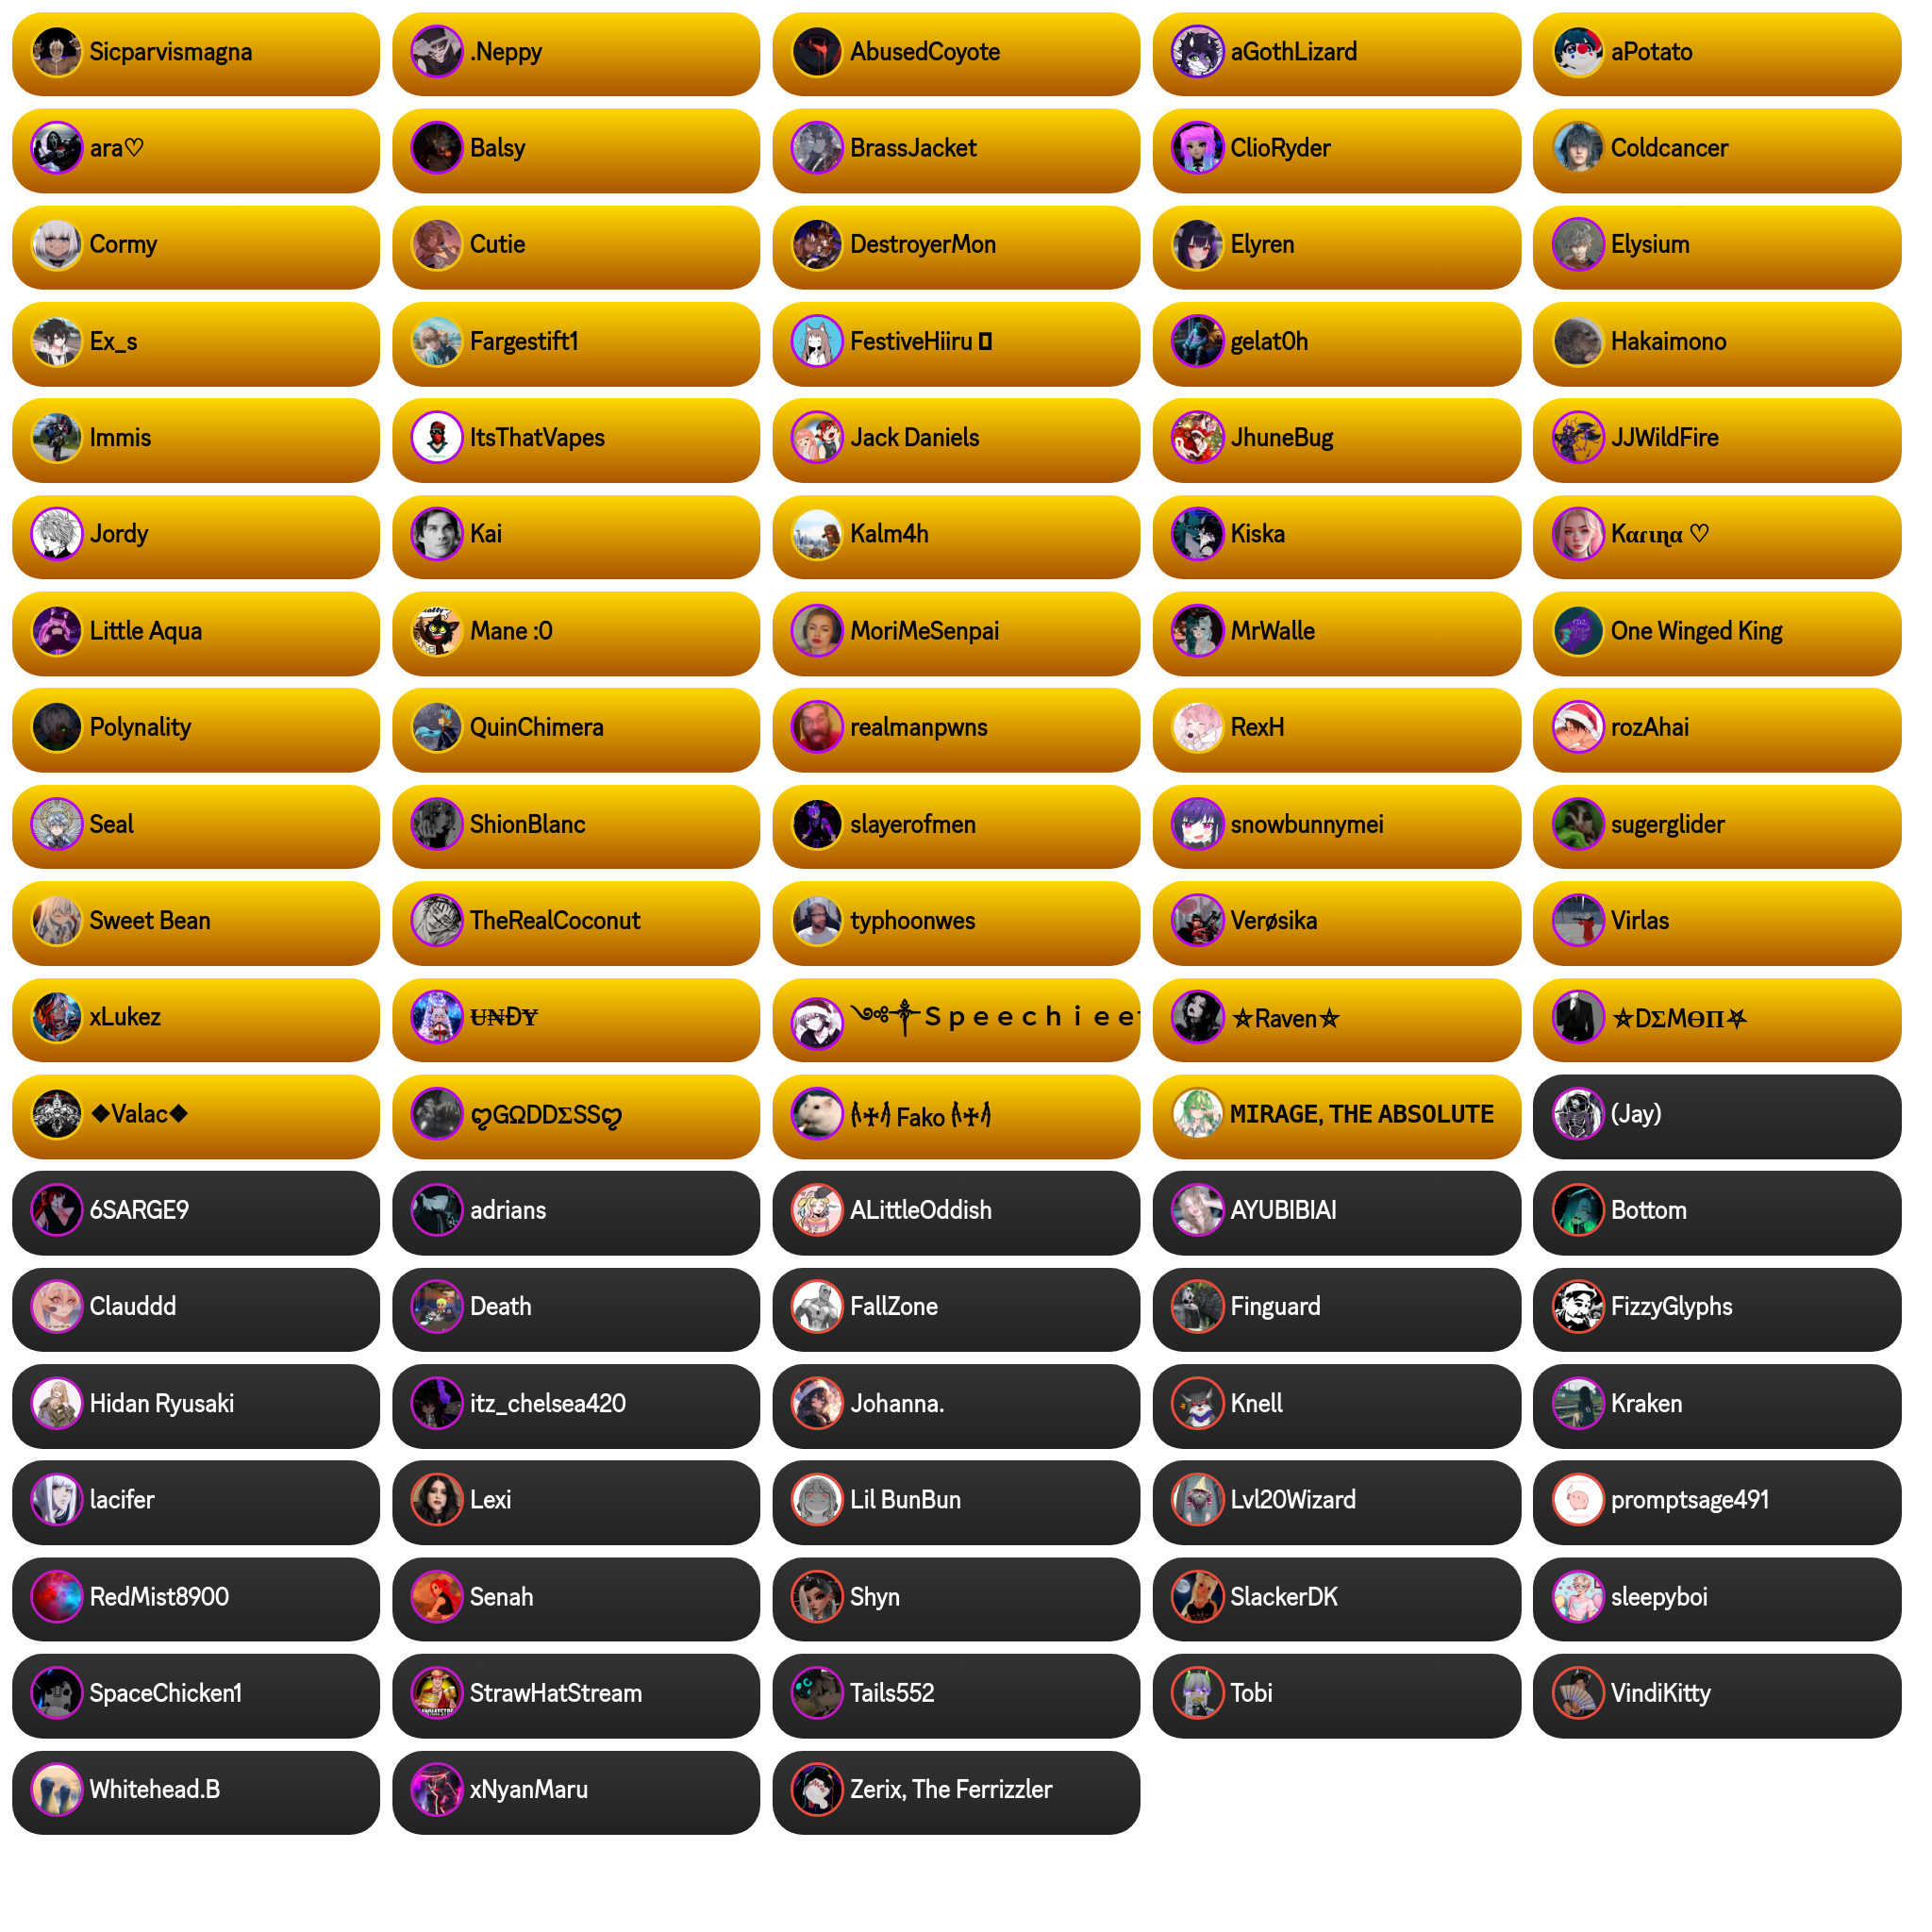 Sicparvismagna
.Neppy
AbusedCoyote
aGothLizard
aPotato
ara♡
Balsy
BrassJacket
ClioRyder
Coldcancer
Cormy
Cutie
DestroyerMon
Elyren
Elysium
Ex_s
Fargestift1
FestiveHiiru
gelat0h
Hakaimono
Immis
ItsThatVapes
Jack Daniels
JhuneBug
JJWildFire
Jordy
Kai
Kalm4h
Kiska
Kαɾιɳα ♡
Little Aqua
Mane :0
MoriMeSenpai
MrWalle
One Winged King
Polynality
QuinChimera
realmanpwns
RexH
rozAhai
Seal
ShionBlanc
slayerofmen
snowbunnymei
sugerglider
Sweet Bean
TheRealCoconut
typhoonwes
Verøsika
Virlas
xLukez
U̶N̶ĐY̶
༺༒Ｓｐｅｅｃｈｉｅｅ
⛥Raven⛥
⛥DΣMӨΠ⛧
❖Valac❖
ღGΩDDΣSSღ
Fako
MIRAGE, THE ABSOLUTE
(Jay)
6SARGE9
adrians
ALittleOddish
AYUBIBIAI
Bottom
Clauddd
Death
FallZone
Finguard
FizzyGlyphs
Hidan Ryusaki
itz_chelsea420
Johanna.
Knell
Kraken
lacifer
Lexi
Lil BunBun
Lvl20Wizard
promptsage491
RedMist8900
Senah
Shyn
SlackerDK
sleepyboi
SpaceChicken1
StrawHatStream
Tails552
Tobi
VindiKitty
Whitehead.B
xNyanMaru
Zerix, The Ferrizzler